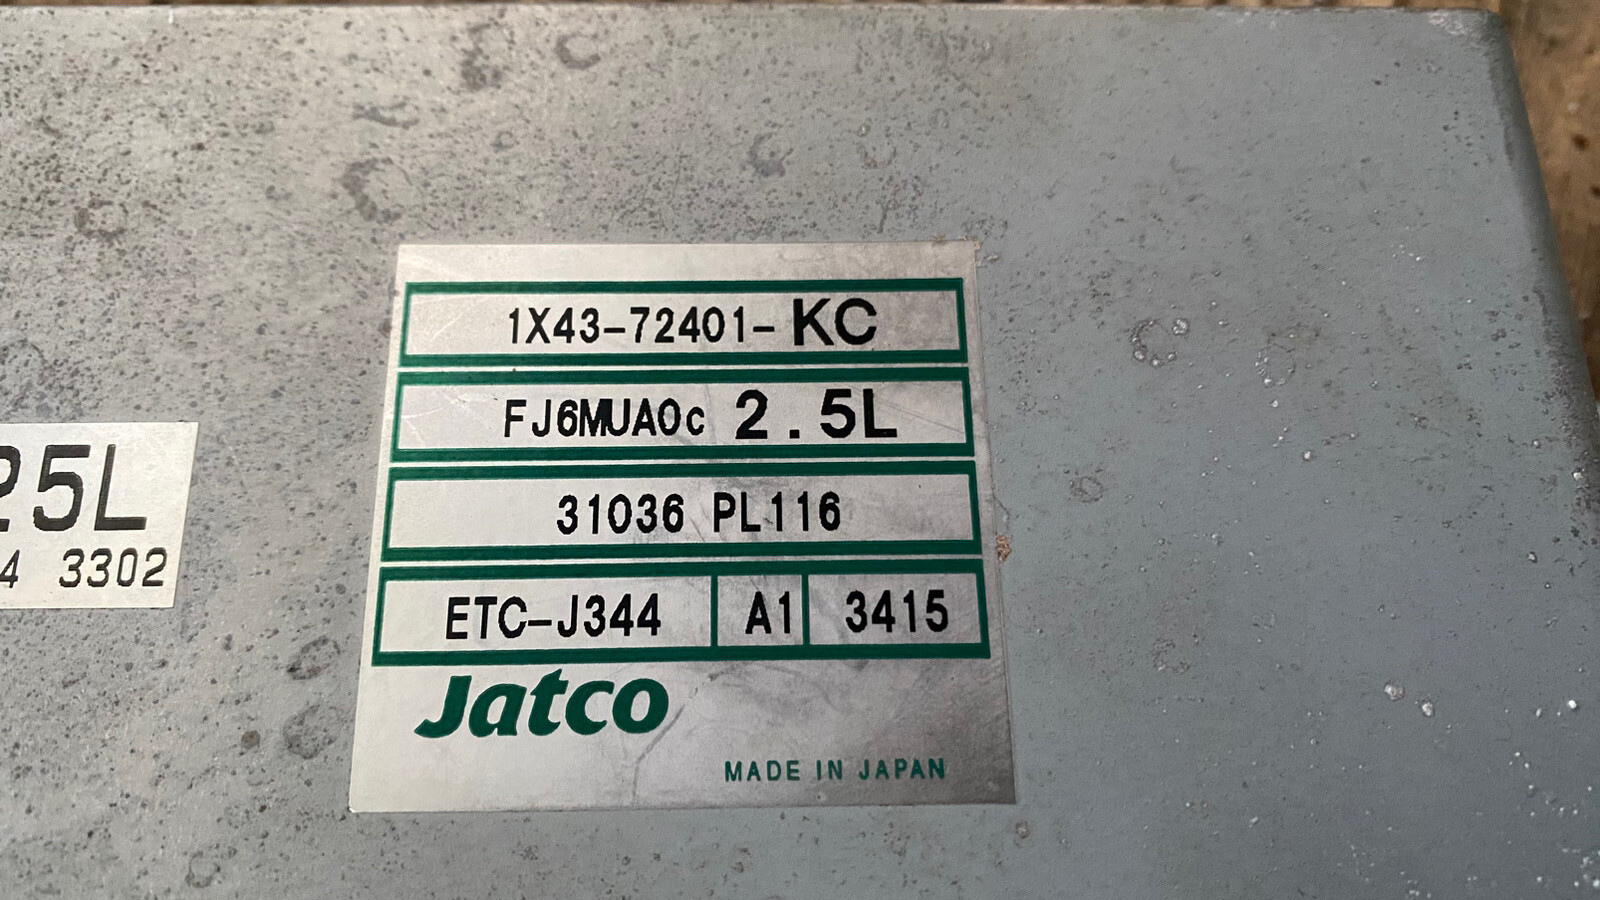 1X43-72401-KC
FJ6MUA0c 2.5L
31036 PL116
ETC-J344 A1 3415
Jatco
MADE IN JAPAN
25L
4 3302